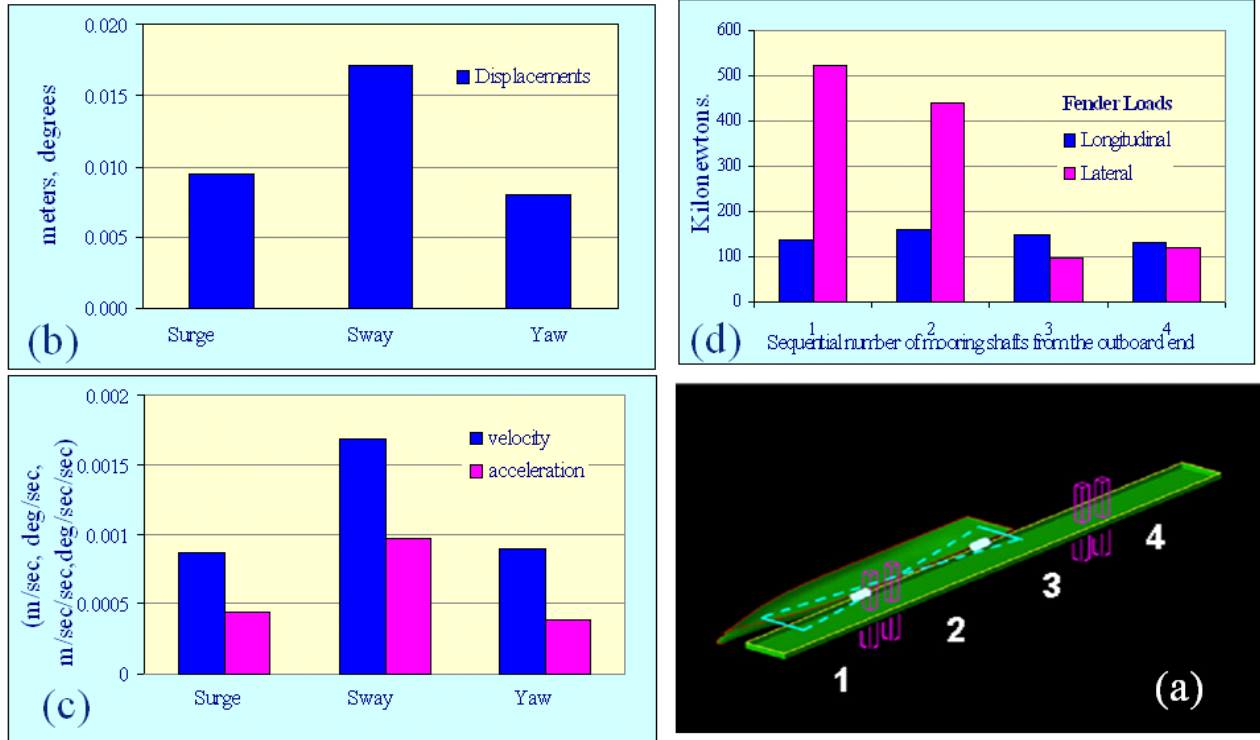 0.020
0.015
0.010
0.005
0.000
meters, degrees
Displacements
Surge Sway Yaw
(b)
600
500
400
300
200
100
0
Kilonewtons.
Fender Loads
Longitudinal
Lateral
1 2 3 4
Sequential number of mooring shafts from the outboard end
(d)
0.002
0.0015
0.001
0.0005
0
(m/sec, deg/sec,
m/sec/sec,deg/sec/sec)
velocity
acceleration
Surge Sway Yaw
(c)
4
3
2
1
(a)